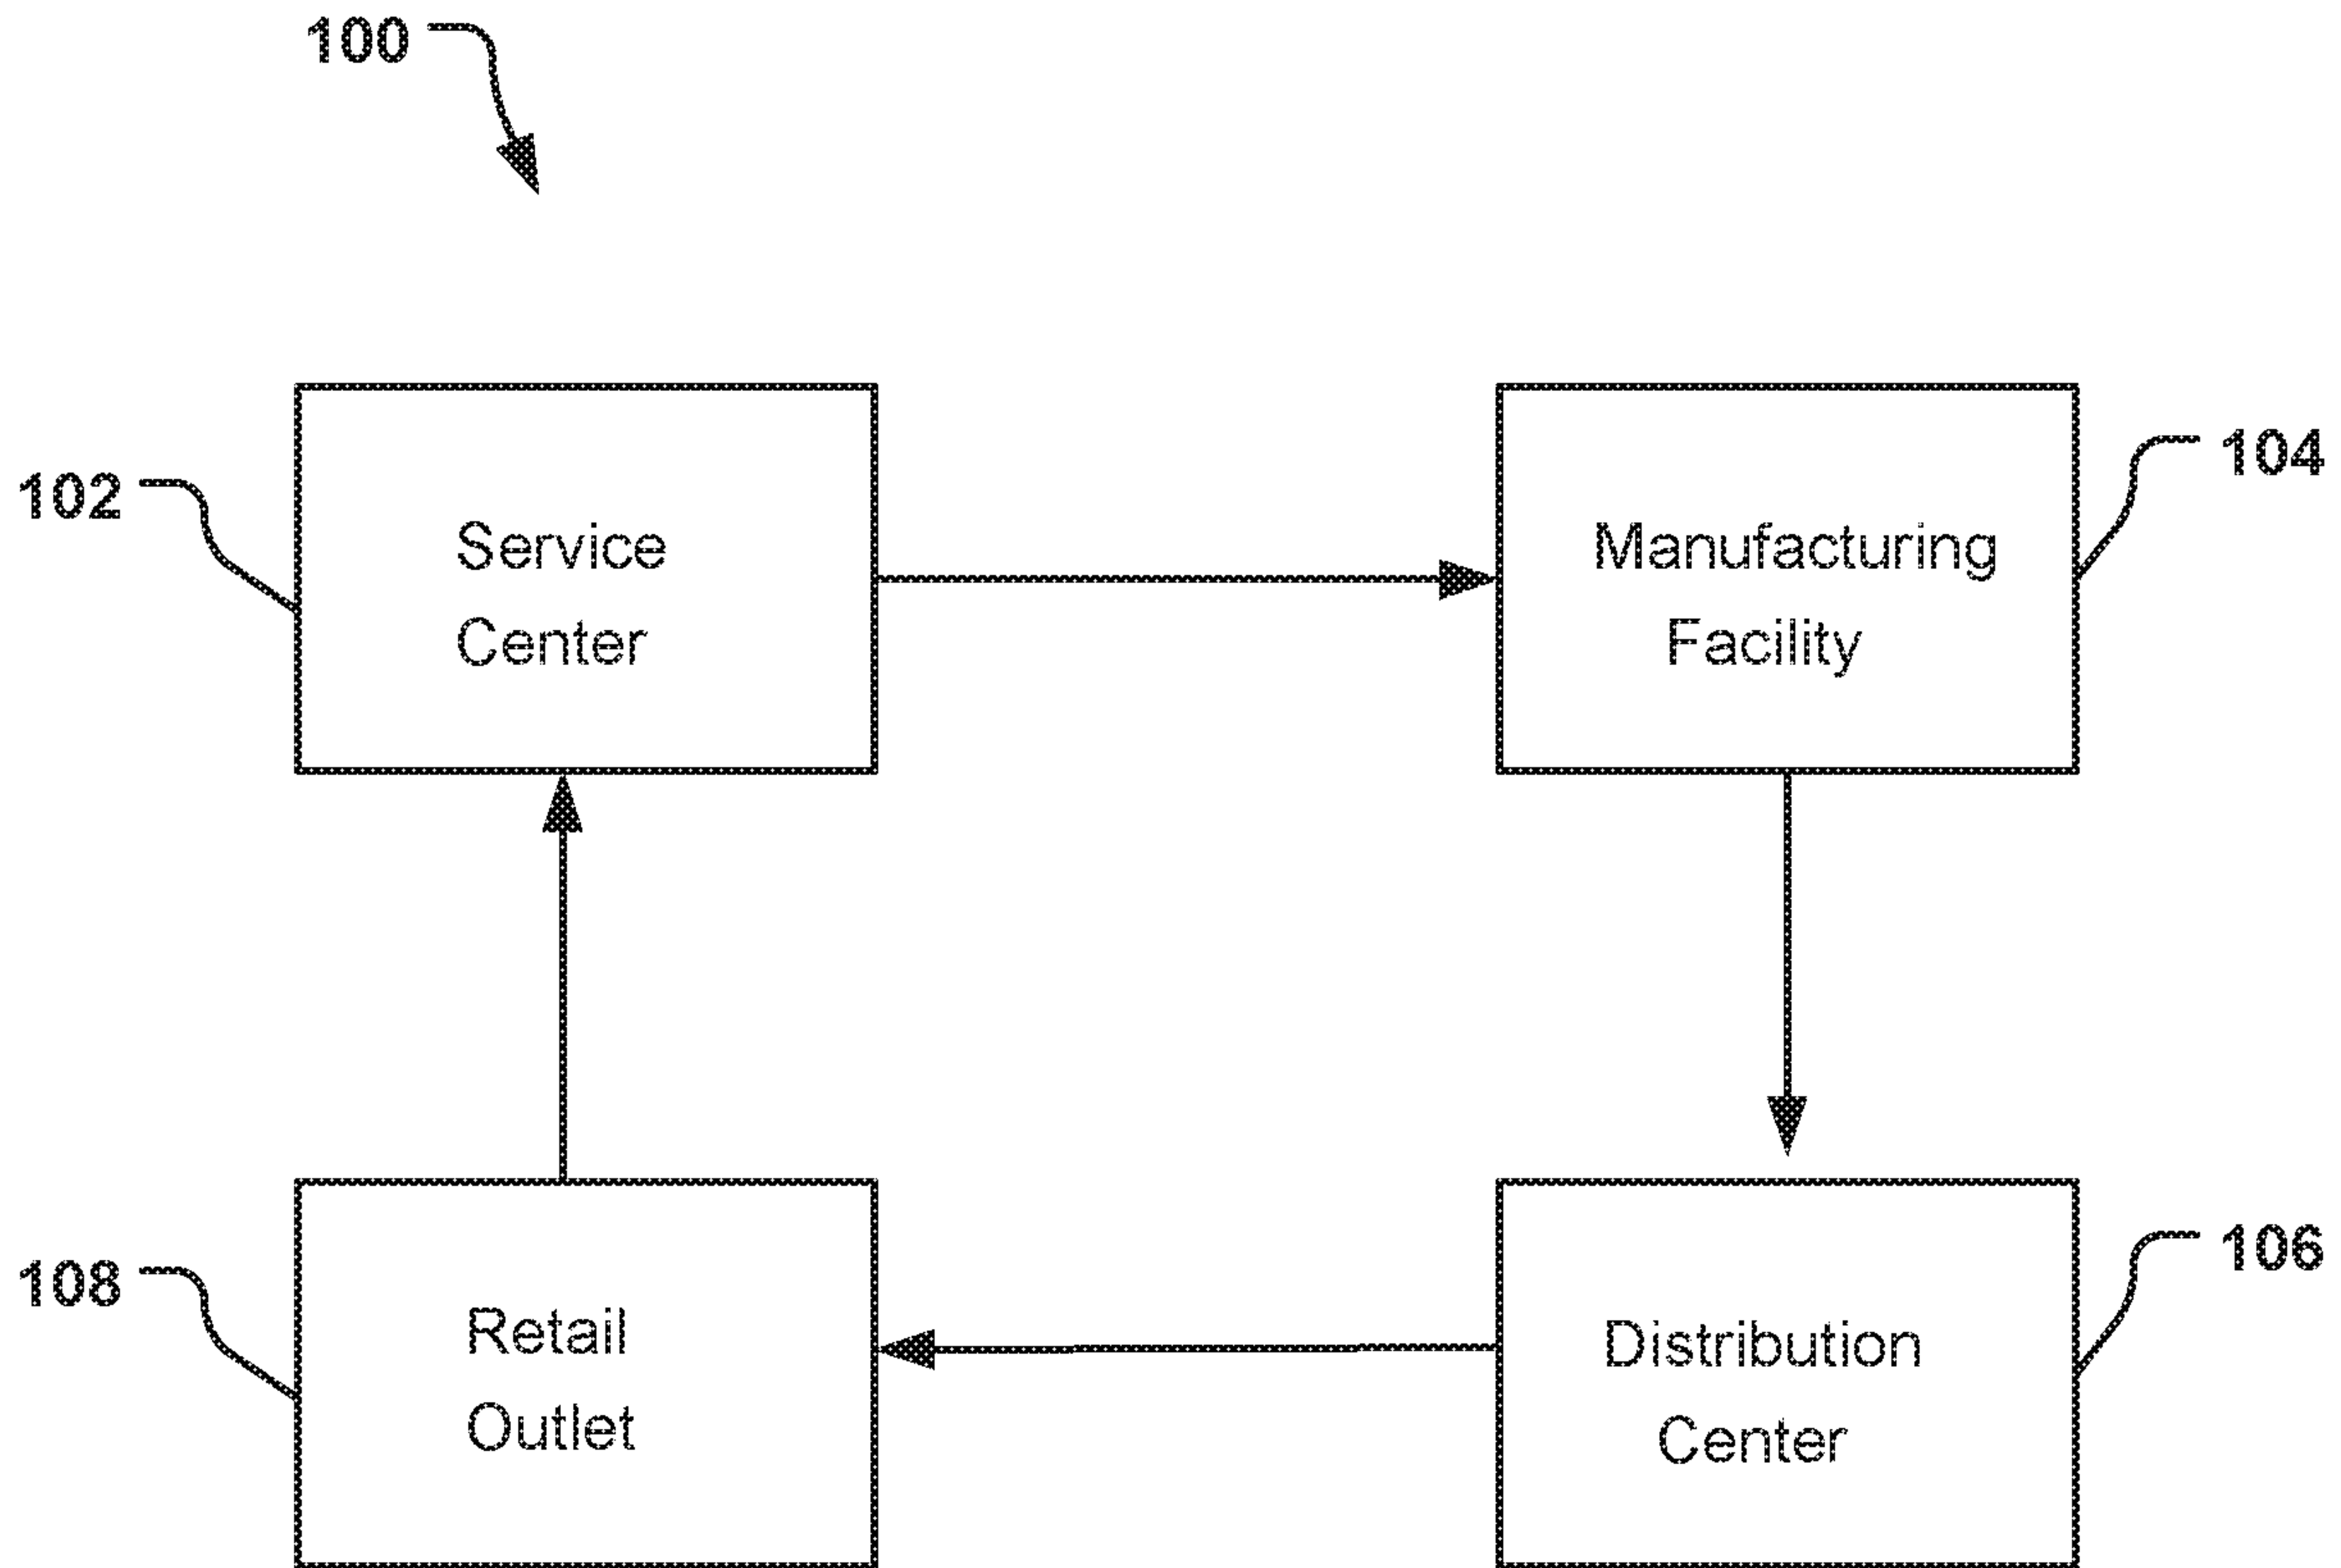 100
102
Service
Center
Manufacturing
Facility
104
108
Retail
Outlet
Distribution
Center
106